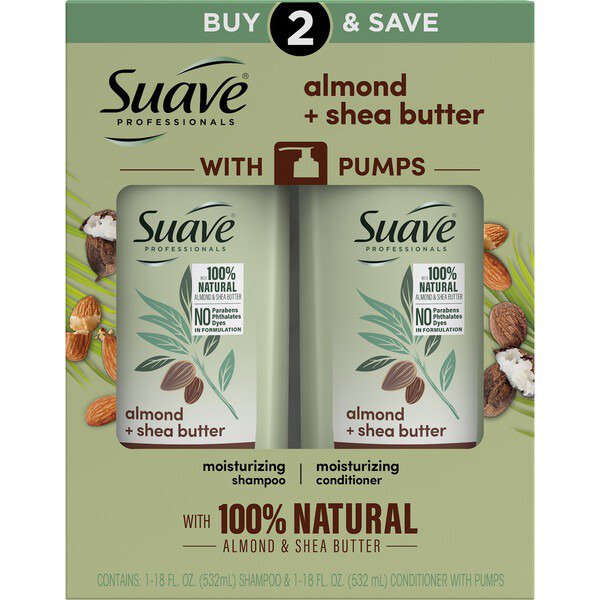 BUY 2 & SAVE
Suave®
PROFESSIONALS
almond
+ shea butter
WITH PUMPS
Suave®
PROFESSIONALS
WITH 100%
NATURAL
ALMOND & SHEA BUTTER
NO Parabens
Phthalates
Dyes
IN FORMULATION
almond
+ shea butter
Suave®
PROFESSIONALS
WITH 100%
NATURAL
ALMOND & SHEA BUTTER
NO Parabens
Phthalates
Dyes
IN FORMULATION
almond
+ shea butter
moisturizing
shampoo
moisturizing
conditioner
WITH 100% NATURAL
ALMOND & SHEA BUTTER
CONTAINS: 1-18 FL. OZ. (532mL) SHAMPOO & 1-18 FL. OZ. (532 mL) CONDITIONER WITH PUMPS